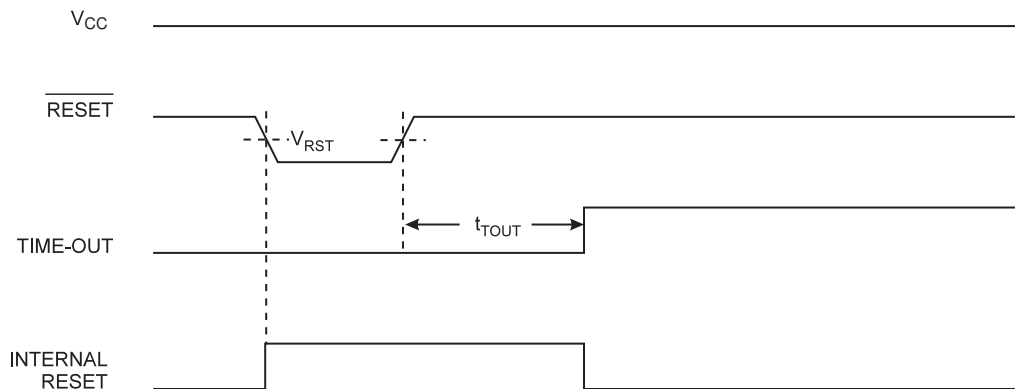 VCC
RESET
VRST
tTOUT
TIME-OUT
INTERNAL
RESET